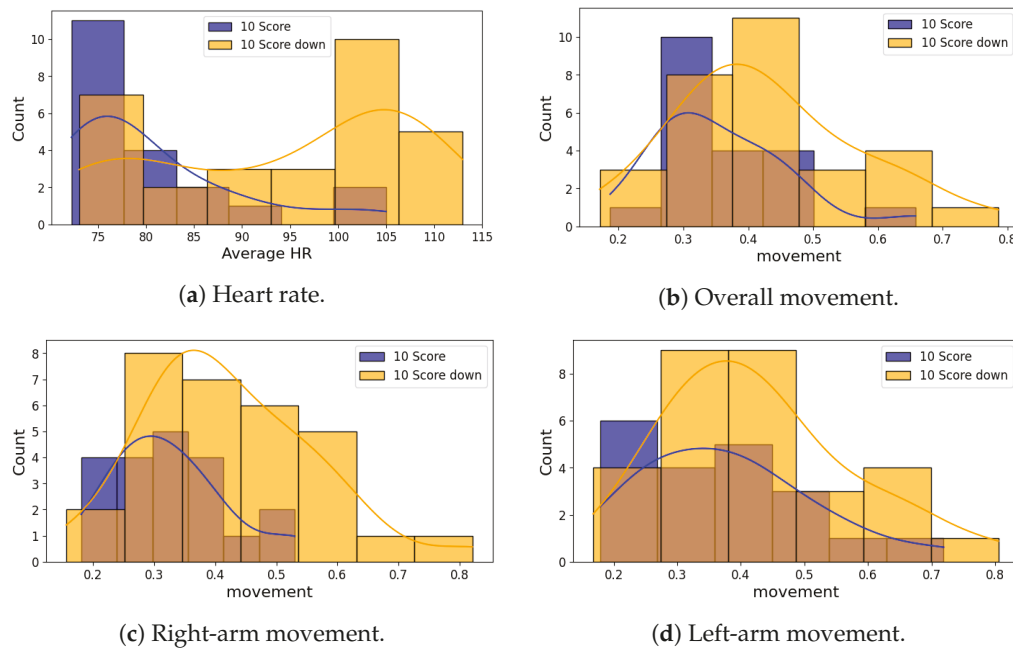 10 Score
10 Score down
Count
10
8
6
4
2
0
75 80 85 90 95 100 105 110 115
Average HR
(a) Heart rate.
10 Score
10 Score down
Count
10
8
6
4
2
0
0.2 0.3 0.4 0.5 0.6 0.7 0.8
movement
(b) Overall movement.
10 Score
10 Score down
Count
8
7
6
5
4
3
2
1
0
0.2 0.3 0.4 0.5 0.6 0.7 0.8
movement
(c) Right-arm movement.
10 Score
10 Score down
Count
8
6
4
2
0
0.2 0.3 0.4 0.5 0.6 0.7 0.8
movement
(d) Left-arm movement.